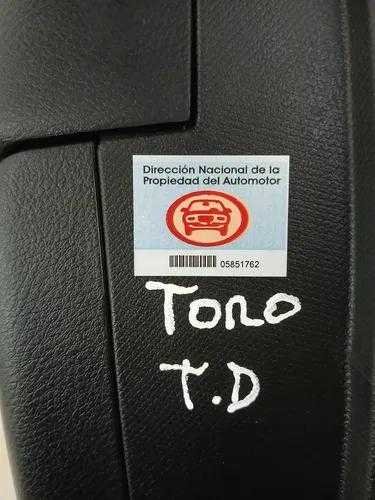 Dirección Nacional de la
Propiedad del Automotor
05851762
TORO
T.D